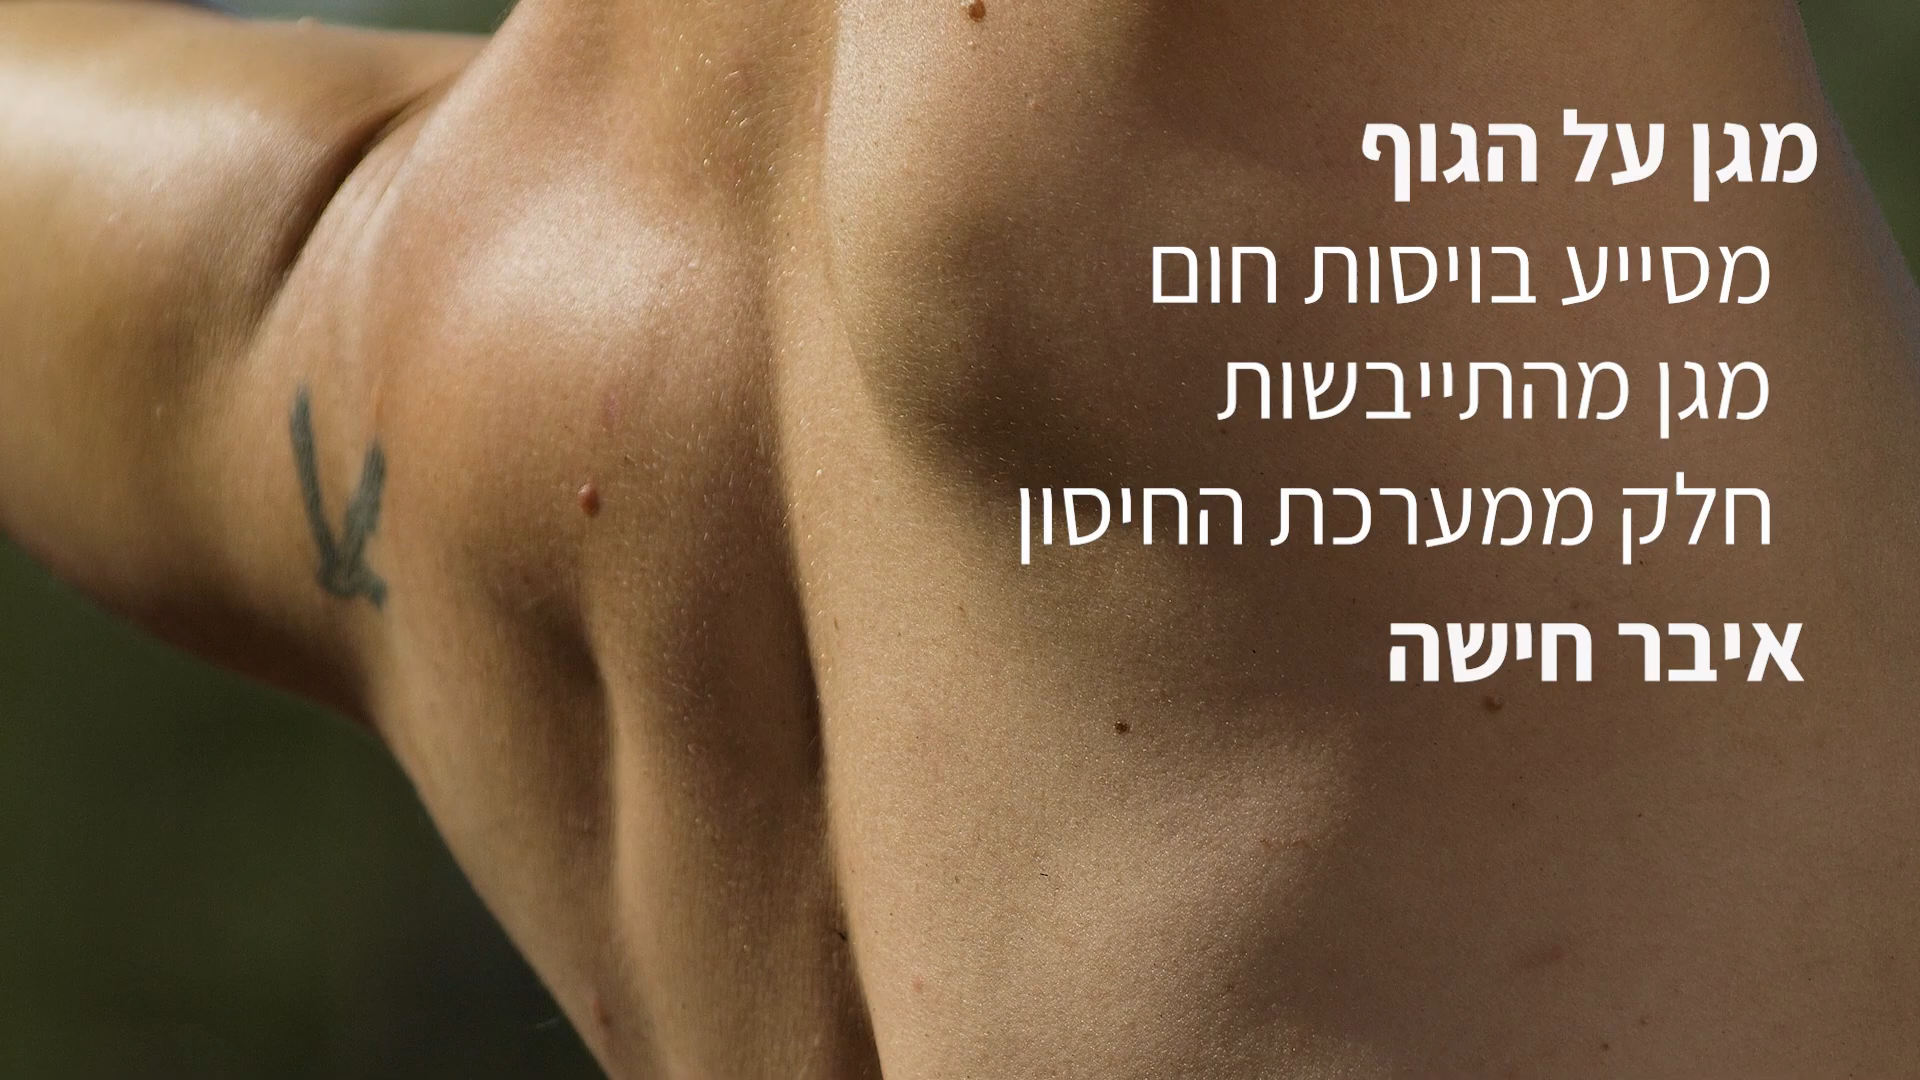 מגן על הגוף
מסייע בויסות חום
מגן מהתייבשות
חלק ממערכת החיסון
איבר חישה